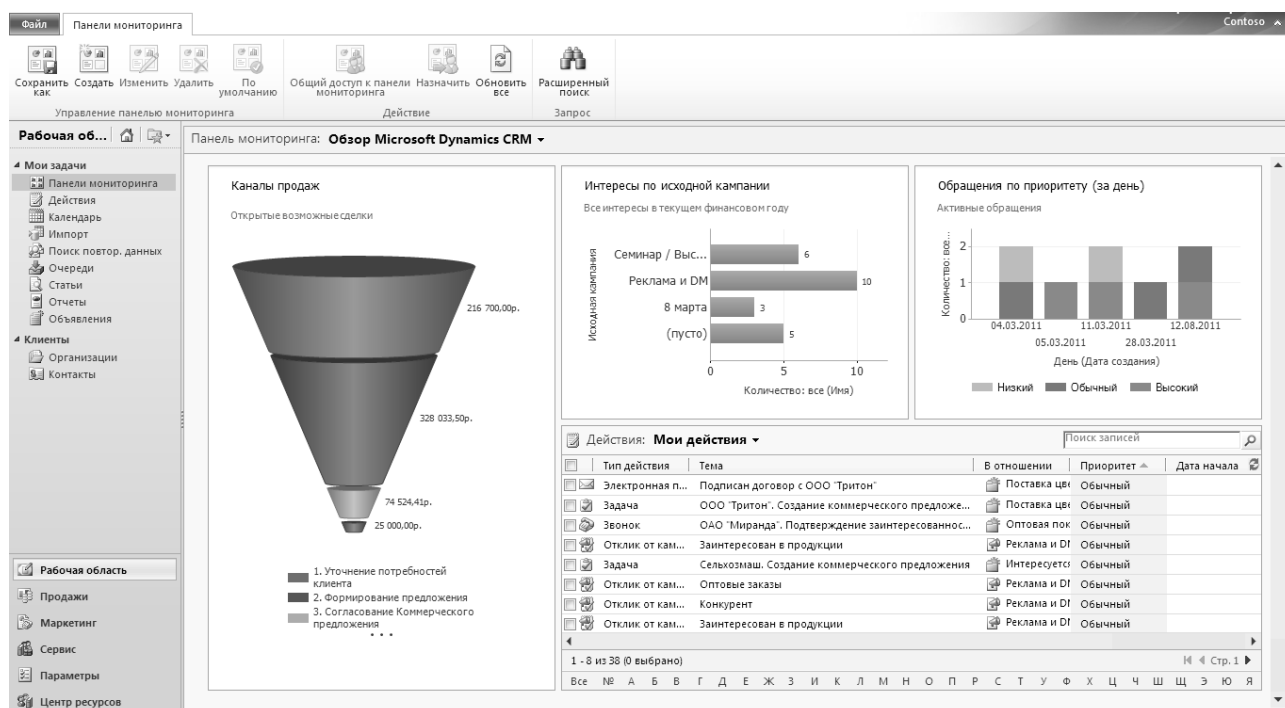 Contoso
Файл
Панели мониторинга
Сохранить как
Создать
Изменить
Удалить
По умолчанию
Общий доступ к панели мониторинга
Назначить
Обновить все
Расширенный поиск
Управление панелью мониторинга
Действие
Запрос
Рабочая об...
Панель мониторинга: Обзор Microsoft Dynamics CRM
Мои задачи
Панели мониторинга
Действия
Календарь
Импорт
Поиск повтор. данных
Очереди
Статьи
Отчеты
Объявления
Клиенты
Организации
Контакты
Рабочая область
Продажи
Маркетинг
Сервис
Параметры
Центр ресурсов
Каналы продаж
Открытые возможные сделки
216 700,00р.
328 033,50р.
74 524,41р.
25 000,00р.
1. Уточнение потребностей
клиента
2. Формирование предложения
3. Согласование Коммерческого
предложения
Интересы по исходной кампании
Все интересы в текущем финансовом году
Исходная кампания
Семинар / Выс... 6
Реклама и DM 10
8 марта 3
(пусто) 5
0 5 10
Количество: все (Имя)
Обращения по приоритету (за день)
Активные обращения
Количество: все...
2
1
0
04.03.2011 11.03.2011 12.08.2011
05.03.2011 28.03.2011
День (Дата создания)
Низкий Обычный Высокий
Действия: Мои действия
Поиск записей
Тип действия Тема В отношении Приоритет Дата начала
Электронная п... Подписан договор с ООО "Тритон" Поставка цве Обычный
Задача ООО "Тритон". Создание коммерческого предложе... Поставка цве Обычный
Звонок ОАО "Миранда". Подтверждение заинтересованнос... Оптовая пок Обычный
Отклик от кам... Заинтересован в продукции Реклама и DM Обычный
Задача Сельхозмаш. Создание коммерческого предложения Интересуетс Обычный
Отклик от кам... Оптовые заказы Реклама и DM Обычный
Отклик от кам... Конкурент Реклама и DM Обычный
Отклик от кам... Заинтересован в продукции Реклама и DM Обычный
1 - 8 из 38 (0 выбрано)
Стр. 1
Все № А Б В Г Д Е Ж З И К Л М Н О П Р С Т У Ф Х Ц Ч Ш Щ Э Ю Я